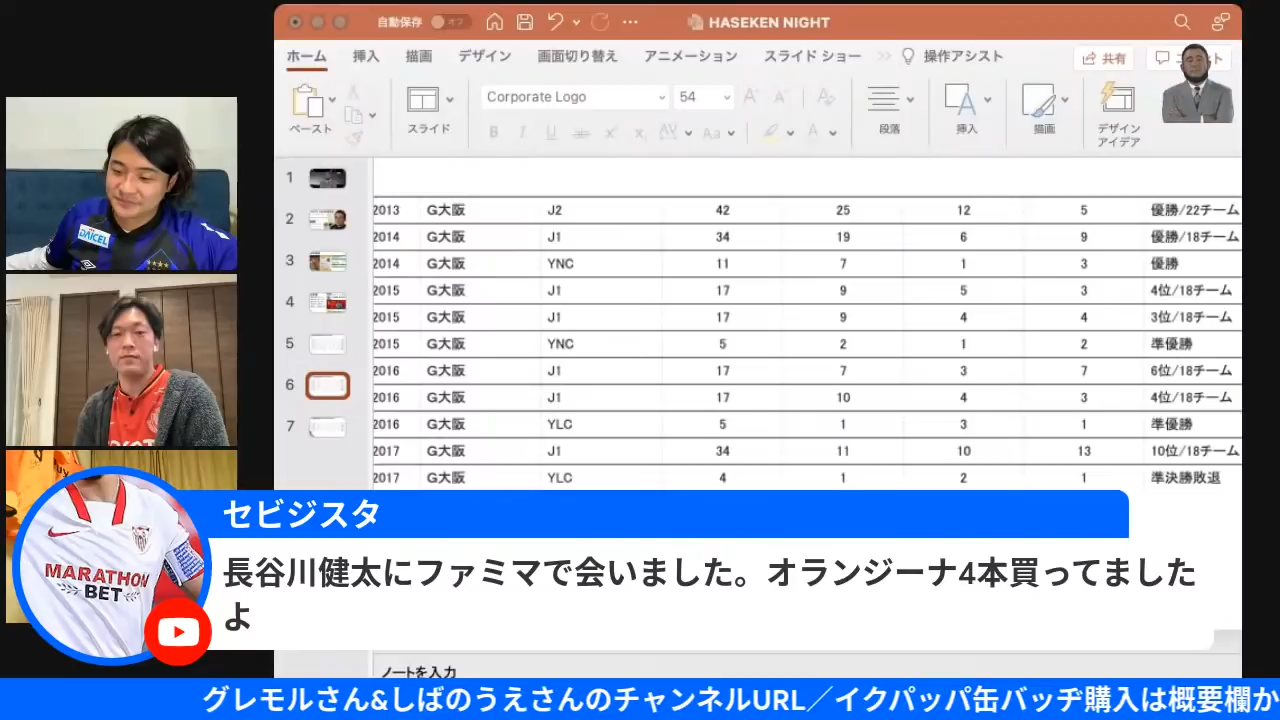 自動保存 オフ
HASEKEN NIGHT
ホーム 挿入 描画 デザイン 画面切り替え アニメーション スライド ショー 操作アシスト 共有
Corporate Logo 54
ペースト スライド 段落 挿入 描画 デザイン
アイデア
B I U ab x² x₂ AV Aa A
1
2
3
4
5
6
7
2013 G大阪 J2 42 25 12 5 優勝/22チーム
2014 G大阪 J1 34 19 6 9 優勝/18チーム
2014 G大阪 YNC 11 7 1 3 優勝
2015 G大阪 J1 17 9 5 3 4位/18チーム
2015 G大阪 J1 17 9 4 4 3位/18チーム
2015 G大阪 YNC 5 2 1 2 準優勝
2016 G大阪 J1 17 7 3 7 6位/18チーム
2016 G大阪 J1 17 10 4 3 4位/18チーム
2016 G大阪 YLC 5 1 3 1 準優勝
2017 G大阪 J1 34 11 10 13 10位/18チーム
2017 G大阪 YLC 4 1 2 1 準決勝敗退
DAICEL
MARATHON
BET
セビジスタ
長谷川健太にファミマで会いました。オランジーナ4本買ってました
よ
ノートを入力
グレモルさん&しばのうえさんのチャンネルURL／イクパッパ缶バッヂ購入は概要欄か